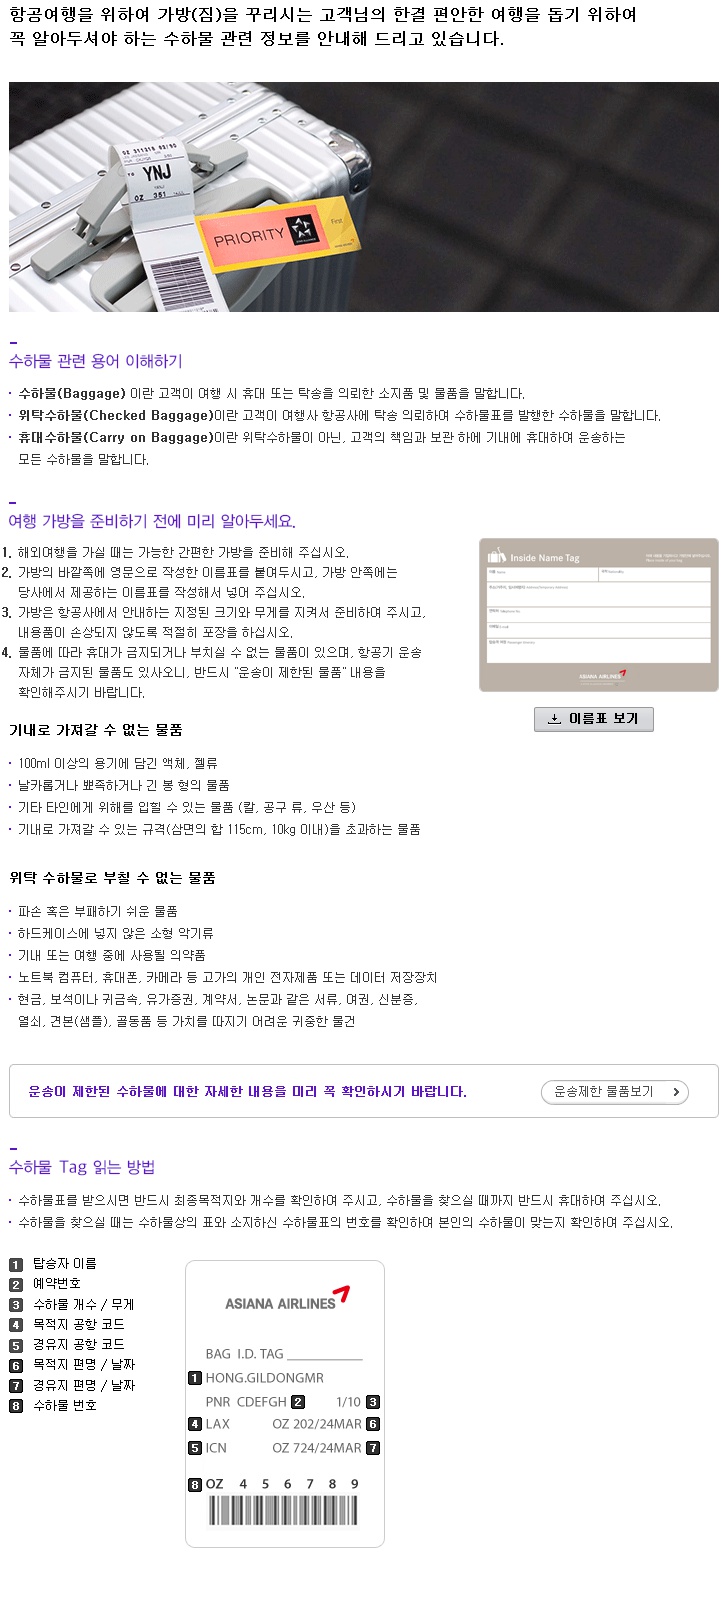 항공여행을 위하여 가방(짐)을 꾸리시는 고객님의 한결 편안한 여행을 돕기 위하여
꼭 알아두셔야 하는 수하물 관련 정보를 안내해 드리고 있습니다.
OZ 311218 02/90
TO YNJ
YNJ
OZ 351
PRIORITY
First
수하물 관련 용어 이해하기
· 수하물(Baggage) 이란 고객이 여행 시 휴대 또는 탁송을 의뢰한 소지품 및 물품을 말합니다.
· 위탁수하물(Checked Baggage)이란 고객이 여행사 항공사에 탁송 의뢰하여 수하물표를 발행한 수하물을 말합니다.
· 휴대수하물(Carry on Baggage)이란 위탁수하물이 아닌, 고객의 책임과 보관 하에 기내에 휴대하여 운송하는
모든 수하물을 말합니다.
여행 가방을 준비하기 전에 미리 알아두세요.
1. 해외여행을 가실 때는 가능한 간편한 가방을 준비해 주십시오.
2. 가방의 바깥쪽에 영문으로 작성한 이름표를 붙여두시고, 가방 안쪽에는
당사에서 제공하는 이름표를 작성해서 넣어 주십시오.
3. 가방은 항공사에서 안내하는 지정된 크기와 무게를 지켜서 준비하여 주시고,
내용품이 손상되지 않도록 적절히 포장을 하십시오.
4. 물품에 따라 휴대가 금지되거나 부치실 수 없는 물품이 있으며, 항공기 운송
자체가 금지된 물품도 있사오니, 반드시 "운송이 제한된 물품" 내용을
확인해주시기 바랍니다.
Inside Name Tag
ASIANA AIRLINES
이름표 보기
기내로 가져갈 수 없는 물품
· 100ml 이상의 용기에 담긴 액체, 젤류
· 날카롭거나 뾰족하거나 긴 봉 형의 물품
· 기타 타인에게 위해를 입힐 수 있는 물품 (칼, 공구 류, 우산 등)
· 기내로 가져갈 수 있는 규격(삼면의 합 115cm, 10kg 이내)을 초과하는 물품
위탁 수하물로 부칠 수 없는 물품
· 파손 혹은 부패하기 쉬운 물품
· 하드케이스에 넣지 않은 소형 악기류
· 기내 또는 여행 중에 사용될 의약품
· 노트북 컴퓨터, 휴대폰, 카메라 등 고가의 개인 전자제품 또는 데이터 저장장치
· 현금, 보석이나 귀금속, 유가증권, 계약서, 논문과 같은 서류, 여권, 신분증,
열쇠, 견본(샘플), 골동품 등 가치를 따지기 어려운 귀중한 물건
운송이 제한된 수하물에 대한 자세한 내용을 미리 꼭 확인하시기 바랍니다.
운송제한 물품보기
수하물 Tag 읽는 방법
· 수하물표를 받으시면 반드시 최종목적지와 개수를 확인하여 주시고, 수하물을 찾으실 때까지 반드시 휴대하여 주십시오.
· 수하물을 찾으실 때는 수하물상의 표와 소지하신 수하물표의 번호를 확인하여 본인의 수하물이 맞는지 확인하여 주십시오.
1 탑승자 이름
2 예약번호
3 수하물 개수 / 무게
4 목적지 공항 코드
5 경유지 공항 코드
6 목적지 편명 / 날짜
7 경유지 편명 / 날짜
8 수하물 번호
ASIANA AIRLINES
BAG I.D. TAG
1 HONG.GILDONGMR
PNR CDEFGH 2 1/10 3
4 LAX OZ 202/24MAR 6
5 ICN OZ 724/24MAR 7
8 OZ 4 5 6 7 8 9